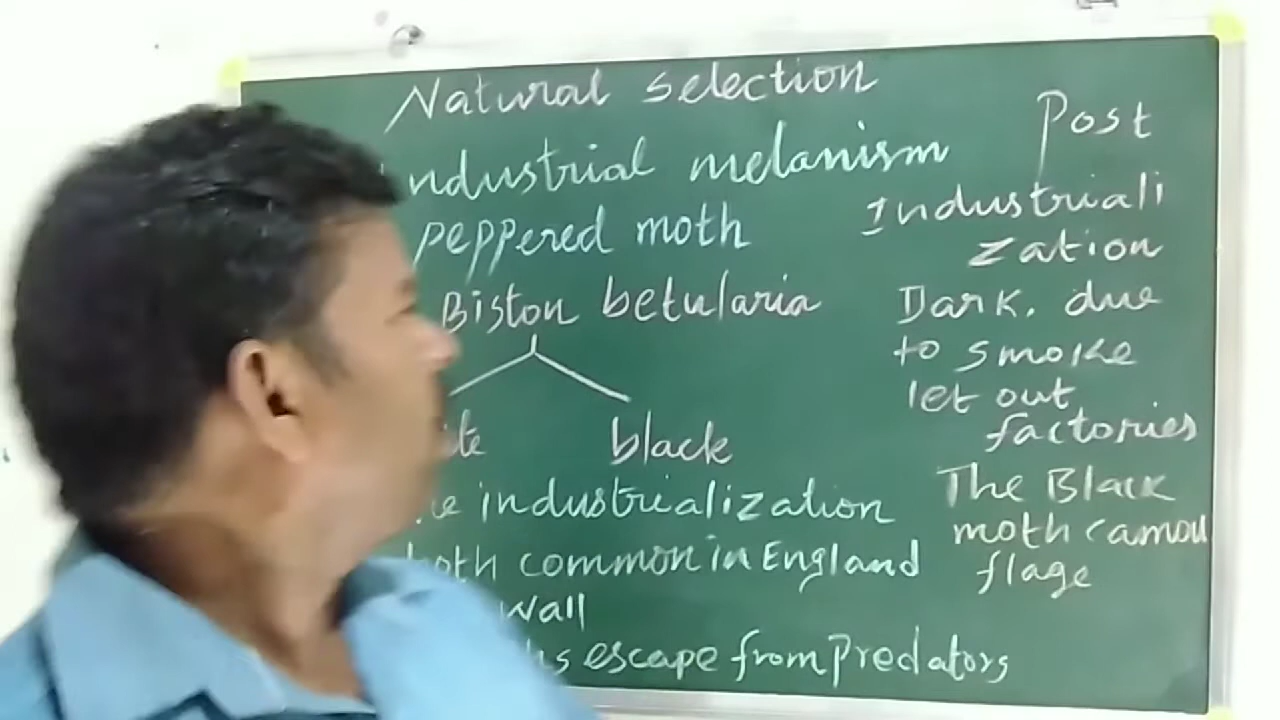 Natural selection
Industrial melanism
peppered moth
Biston betularia
black
industrialization
common in England
wall
escape from predators
Post
Industriali
zation
Dark. due
to smoke
let out
factories
The Black
moth camou
flage